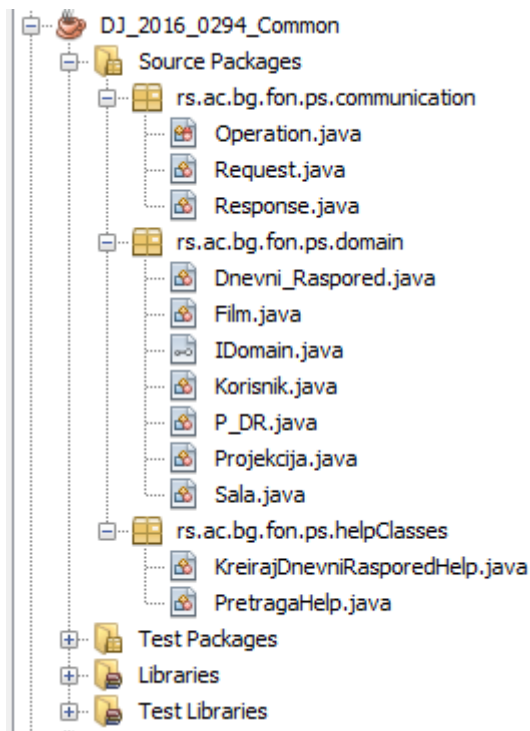 DJ_2016_0294_Common
Source Packages
rs.ac.bg.fon.ps.communication
Operation.java
Request.java
Response.java
rs.ac.bg.fon.ps.domain
Dnevni_Raspored.java
Film.java
IDomain.java
Korisnik.java
P_DR.java
Projekcija.java
Sala.java
rs.ac.bg.fon.ps.helpClasses
KreirajDnevniRasporedHelp.java
PretragaHelp.java
Test Packages
Libraries
Test Libraries